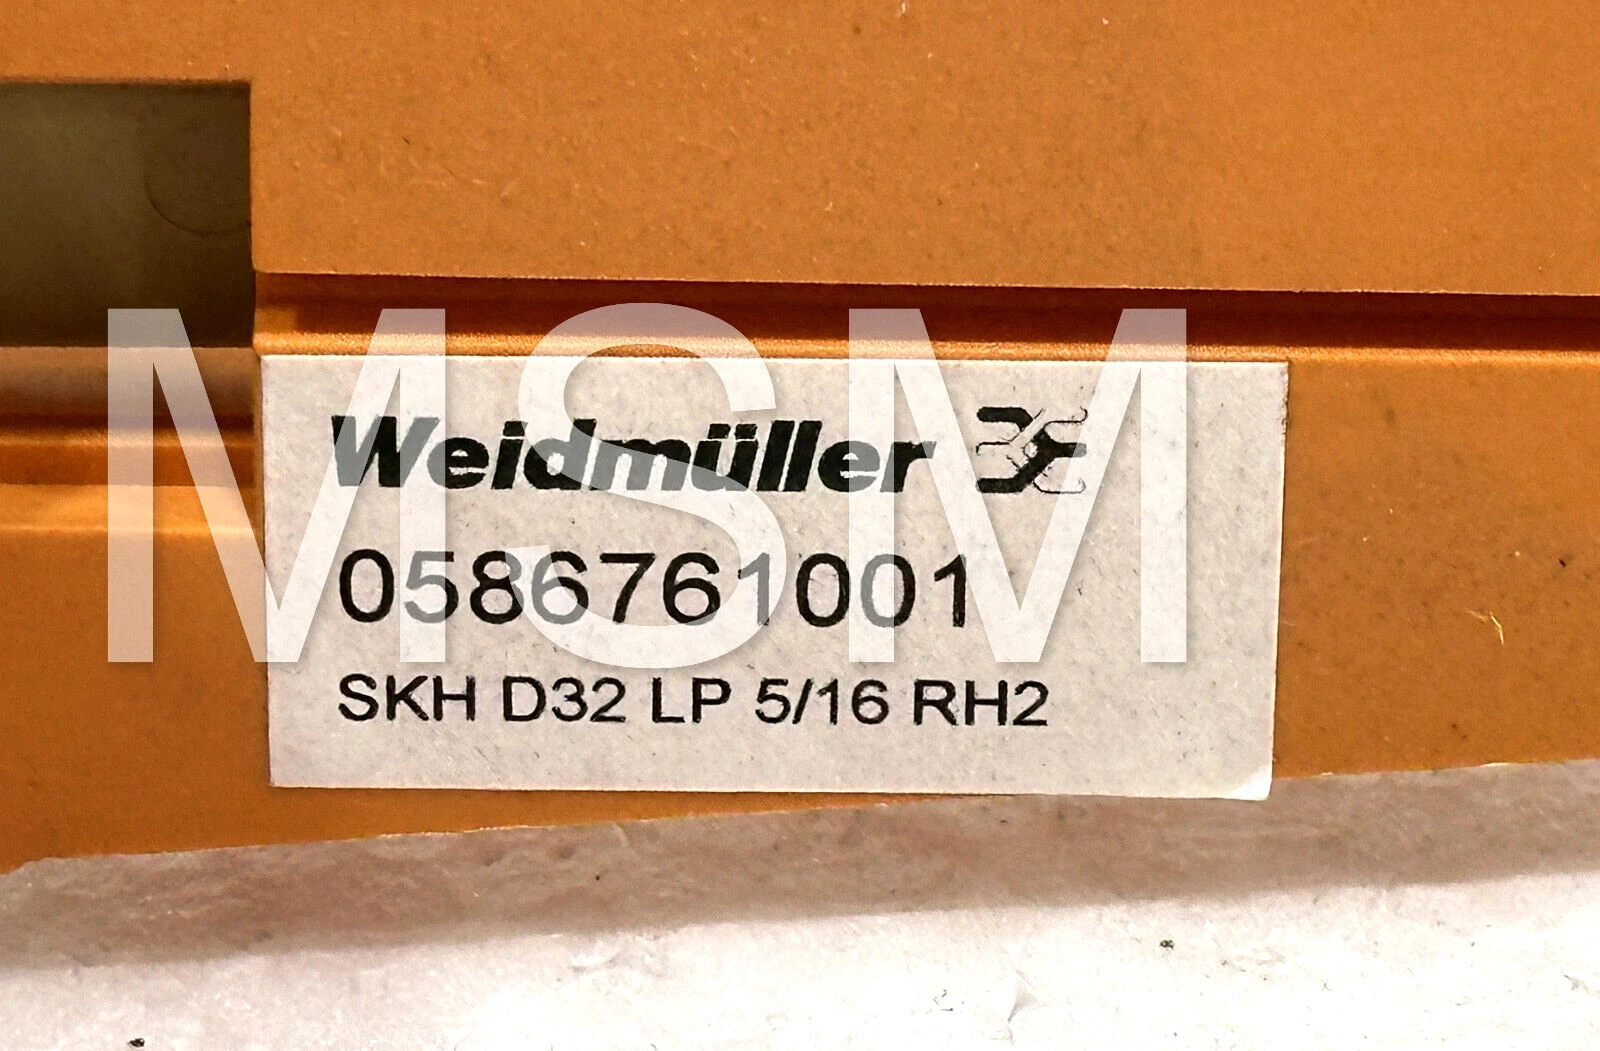 Weidmüller
0586761001
SKH D32 LP 5/16 RH2
MSM